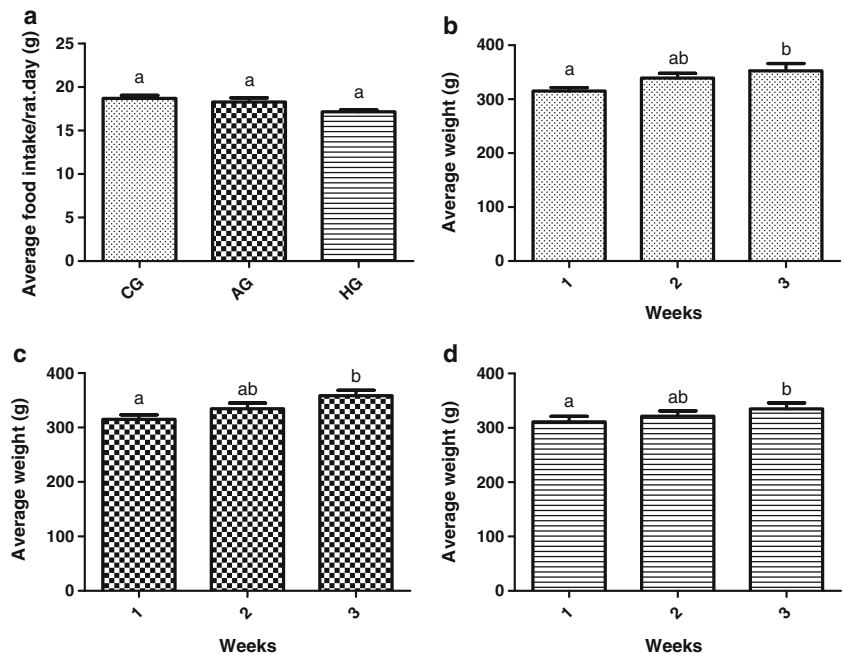 a
Average food intake/rat.day (g)
25
20
15
10
5
0
a
a
a
CG
AG
HG
b
Average weight (g)
400
300
200
100
0
a
ab
b
1
2
3
Weeks
c
Average weight (g)
400
300
200
100
0
a
ab
b
1
2
3
Weeks
d
Average weight (g)
400
300
200
100
0
a
ab
b
1
2
3
Weeks